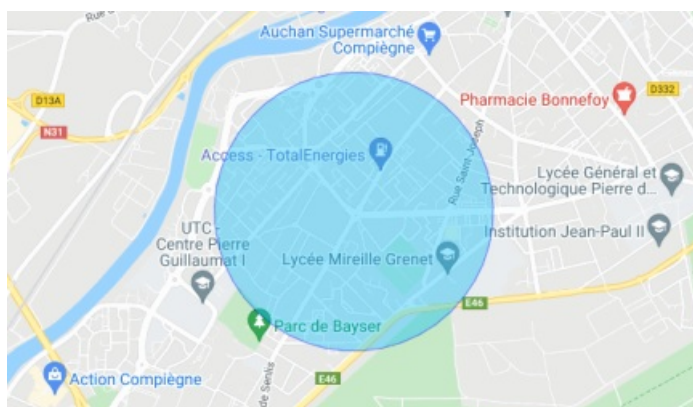 Rue S
Auchan Supermarché
Compiègne
D13A
D332
Pharmacie Bonnefoy
N31
Access - TotalEnergies
Rue Saint Joseph
Lycée Général et
Technologique Pierre d...
UTC -
Centre Pierre
Guillaumat I
Institution Jean-Paul II
Lycée Mireille Grenet
E46
Parc de Bayser
Action Compiègne
E46
de Senlis